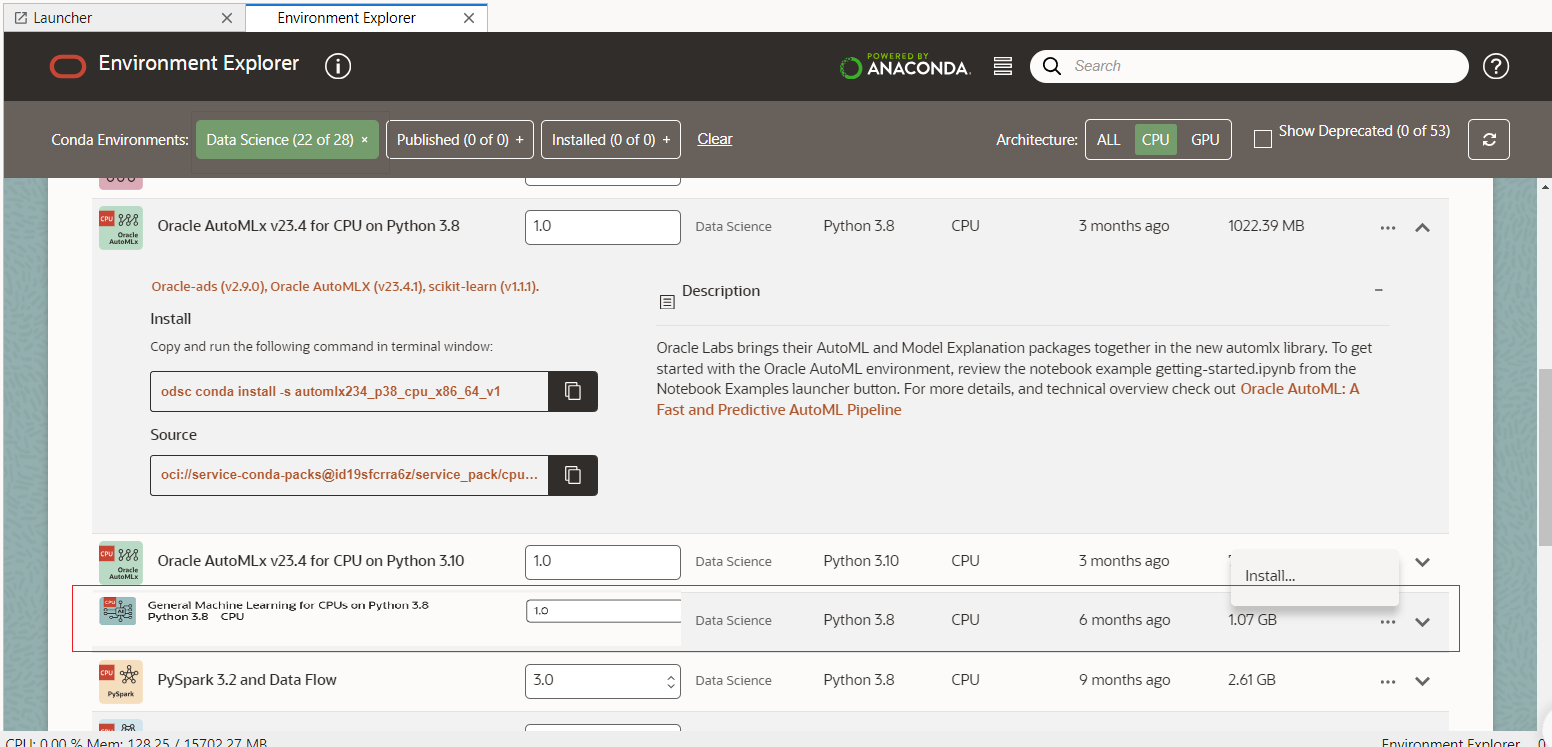 Launcher
Environment Explorer
Environment Explorer
POWERED BY
ANACONDA.
Search
Conda Environments:
Data Science (22 of 28) ×
Published (0 of 0) +
Installed (0 of 0) +
Clear
Architecture:
ALL CPU GPU
Show Deprecated (0 of 53)
CPU
Oracle
AutoMLx
Oracle AutoMLx v23.4 for CPU on Python 3.8
1.0
Data Science
Python 3.8
CPU
3 months ago
1022.39 MB
Oracle-ads (v2.9.0), Oracle AutoMLX (v23.4.1), scikit-learn (v1.1.1).
Install
Copy and run the following command in terminal window:
odsc conda install -s automlx234_p38_cpu_x86_64_v1
Source
oci://service-conda-packs@id19sfcrra6z/service_pack/cpu...
Description
Oracle Labs brings their AutoML and Model Explanation packages together in the new automlx library. To get
started with the Oracle AutoML environment, review the notebook example getting-started.ipynb from the
Notebook Examples launcher button. For more details, and technical overview check out Oracle AutoML: A
Fast and Predictive AutoML Pipeline
CPU
Oracle
AutoMLx
Oracle AutoMLx v23.4 for CPU on Python 3.10
1.0
Data Science
Python 3.10
CPU
3 months ago
Install...
CPU
General Machine Learning for CPUs on Python 3.8
Python 3.8 CPU
1.0
Data Science
Python 3.8
CPU
6 months ago
1.07 GB
CPU
PySpark
PySpark 3.2 and Data Flow
3.0
Data Science
Python 3.8
CPU
9 months ago
2.61 GB
CPU: 0.00 % Mem: 128.25 / 15702.27 MB
Environment Explorer 0